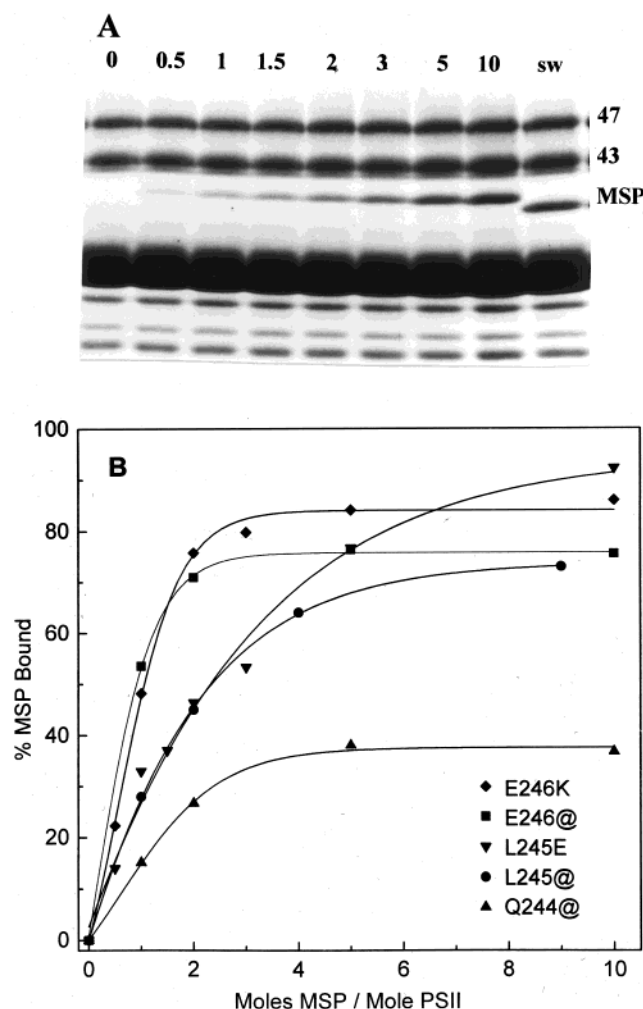 A
0 0.5 1 1.5 2 3 5 10 sw
47
43
MSP
B
100
80
60
40
20
0
% MSP Bound
E246K
E246@
L245E
L245@
Q244@
0 2 4 6 8 10
Moles MSP / Mole PSII